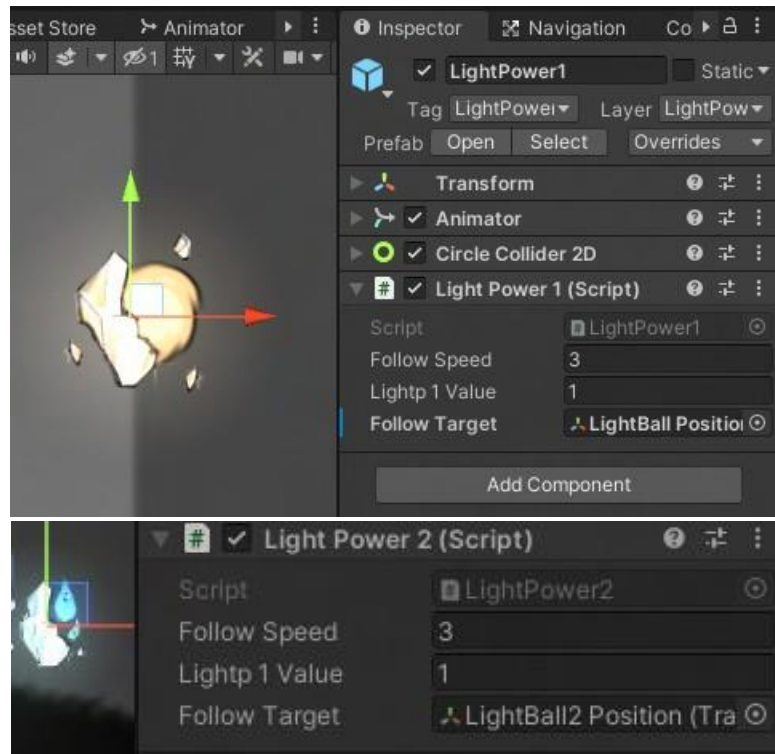 sset Store Animator
1
Inspector Navigation Co
LightPower1 Static
Tag LightPower Layer LightPow
Prefab Open Select Overrides
Transform
Animator
Circle Collider 2D
# Light Power 1 (Script)
Script LightPower1
Follow Speed 3
Lightp 1 Value 1
Follow Target LightBall Position
Add Component
# Light Power 2 (Script)
Script LightPower2
Follow Speed 3
Lightp 1 Value 1
Follow Target LightBall2 Position (Tra